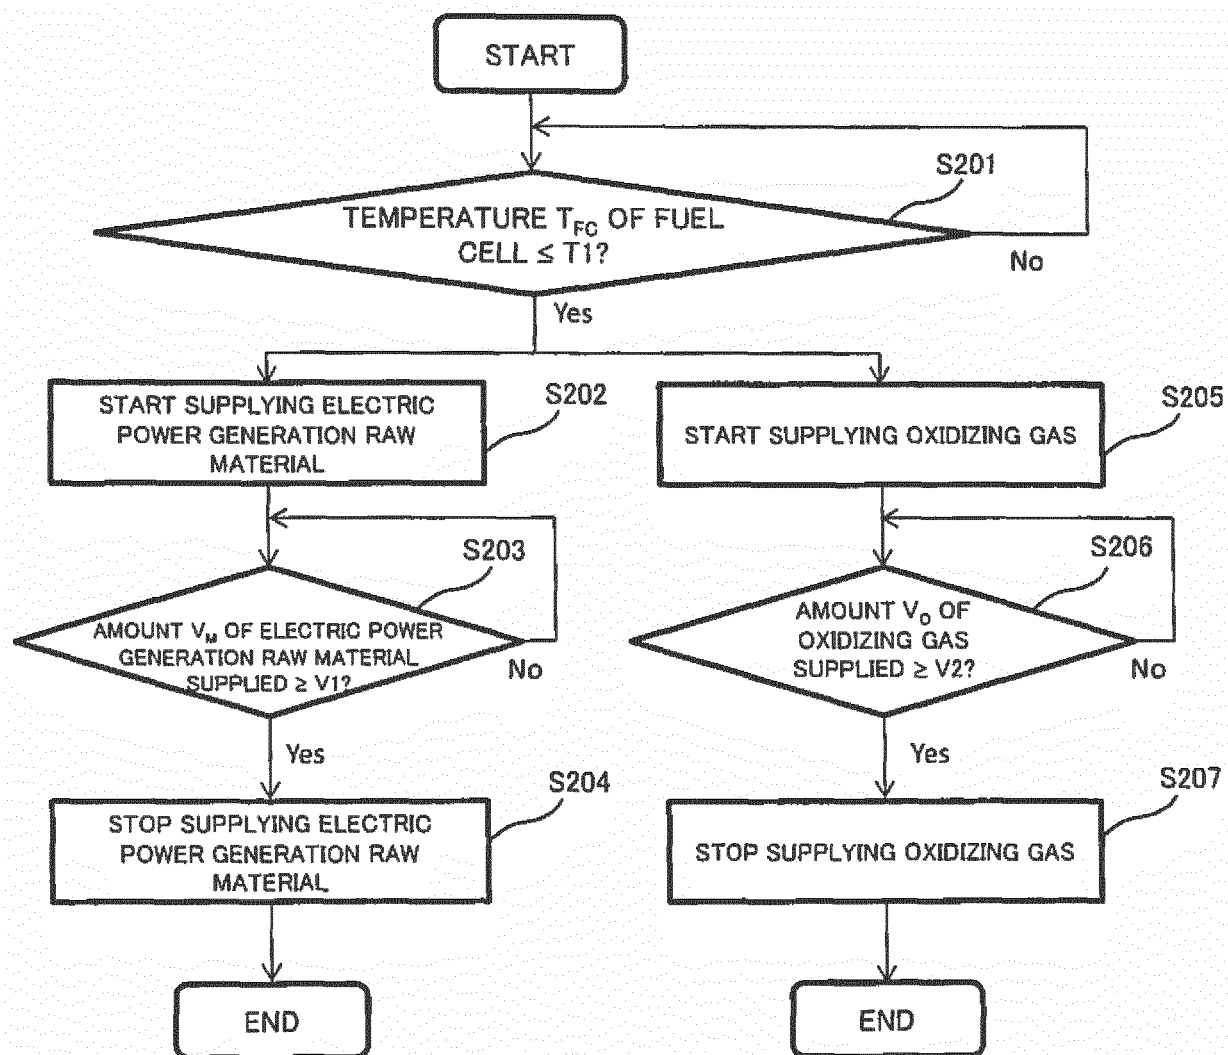 START
S201
TEMPERATURE T_FC OF FUEL
CELL ≤ T1?
No
Yes
START SUPPLYING ELECTRIC
POWER GENERATION RAW
MATERIAL
S202
START SUPPLYING OXIDIZING GAS
S205
S203
AMOUNT V_M OF ELECTRIC POWER
GENERATION RAW MATERIAL
SUPPLIED ≥ V1?
No
S206
AMOUNT V_O OF
OXIDIZING GAS
SUPPLIED ≥ V2?
No
Yes
Yes
S204
STOP SUPPLYING ELECTRIC
POWER GENERATION RAW
MATERIAL
S207
STOP SUPPLYING OXIDIZING GAS
END
END